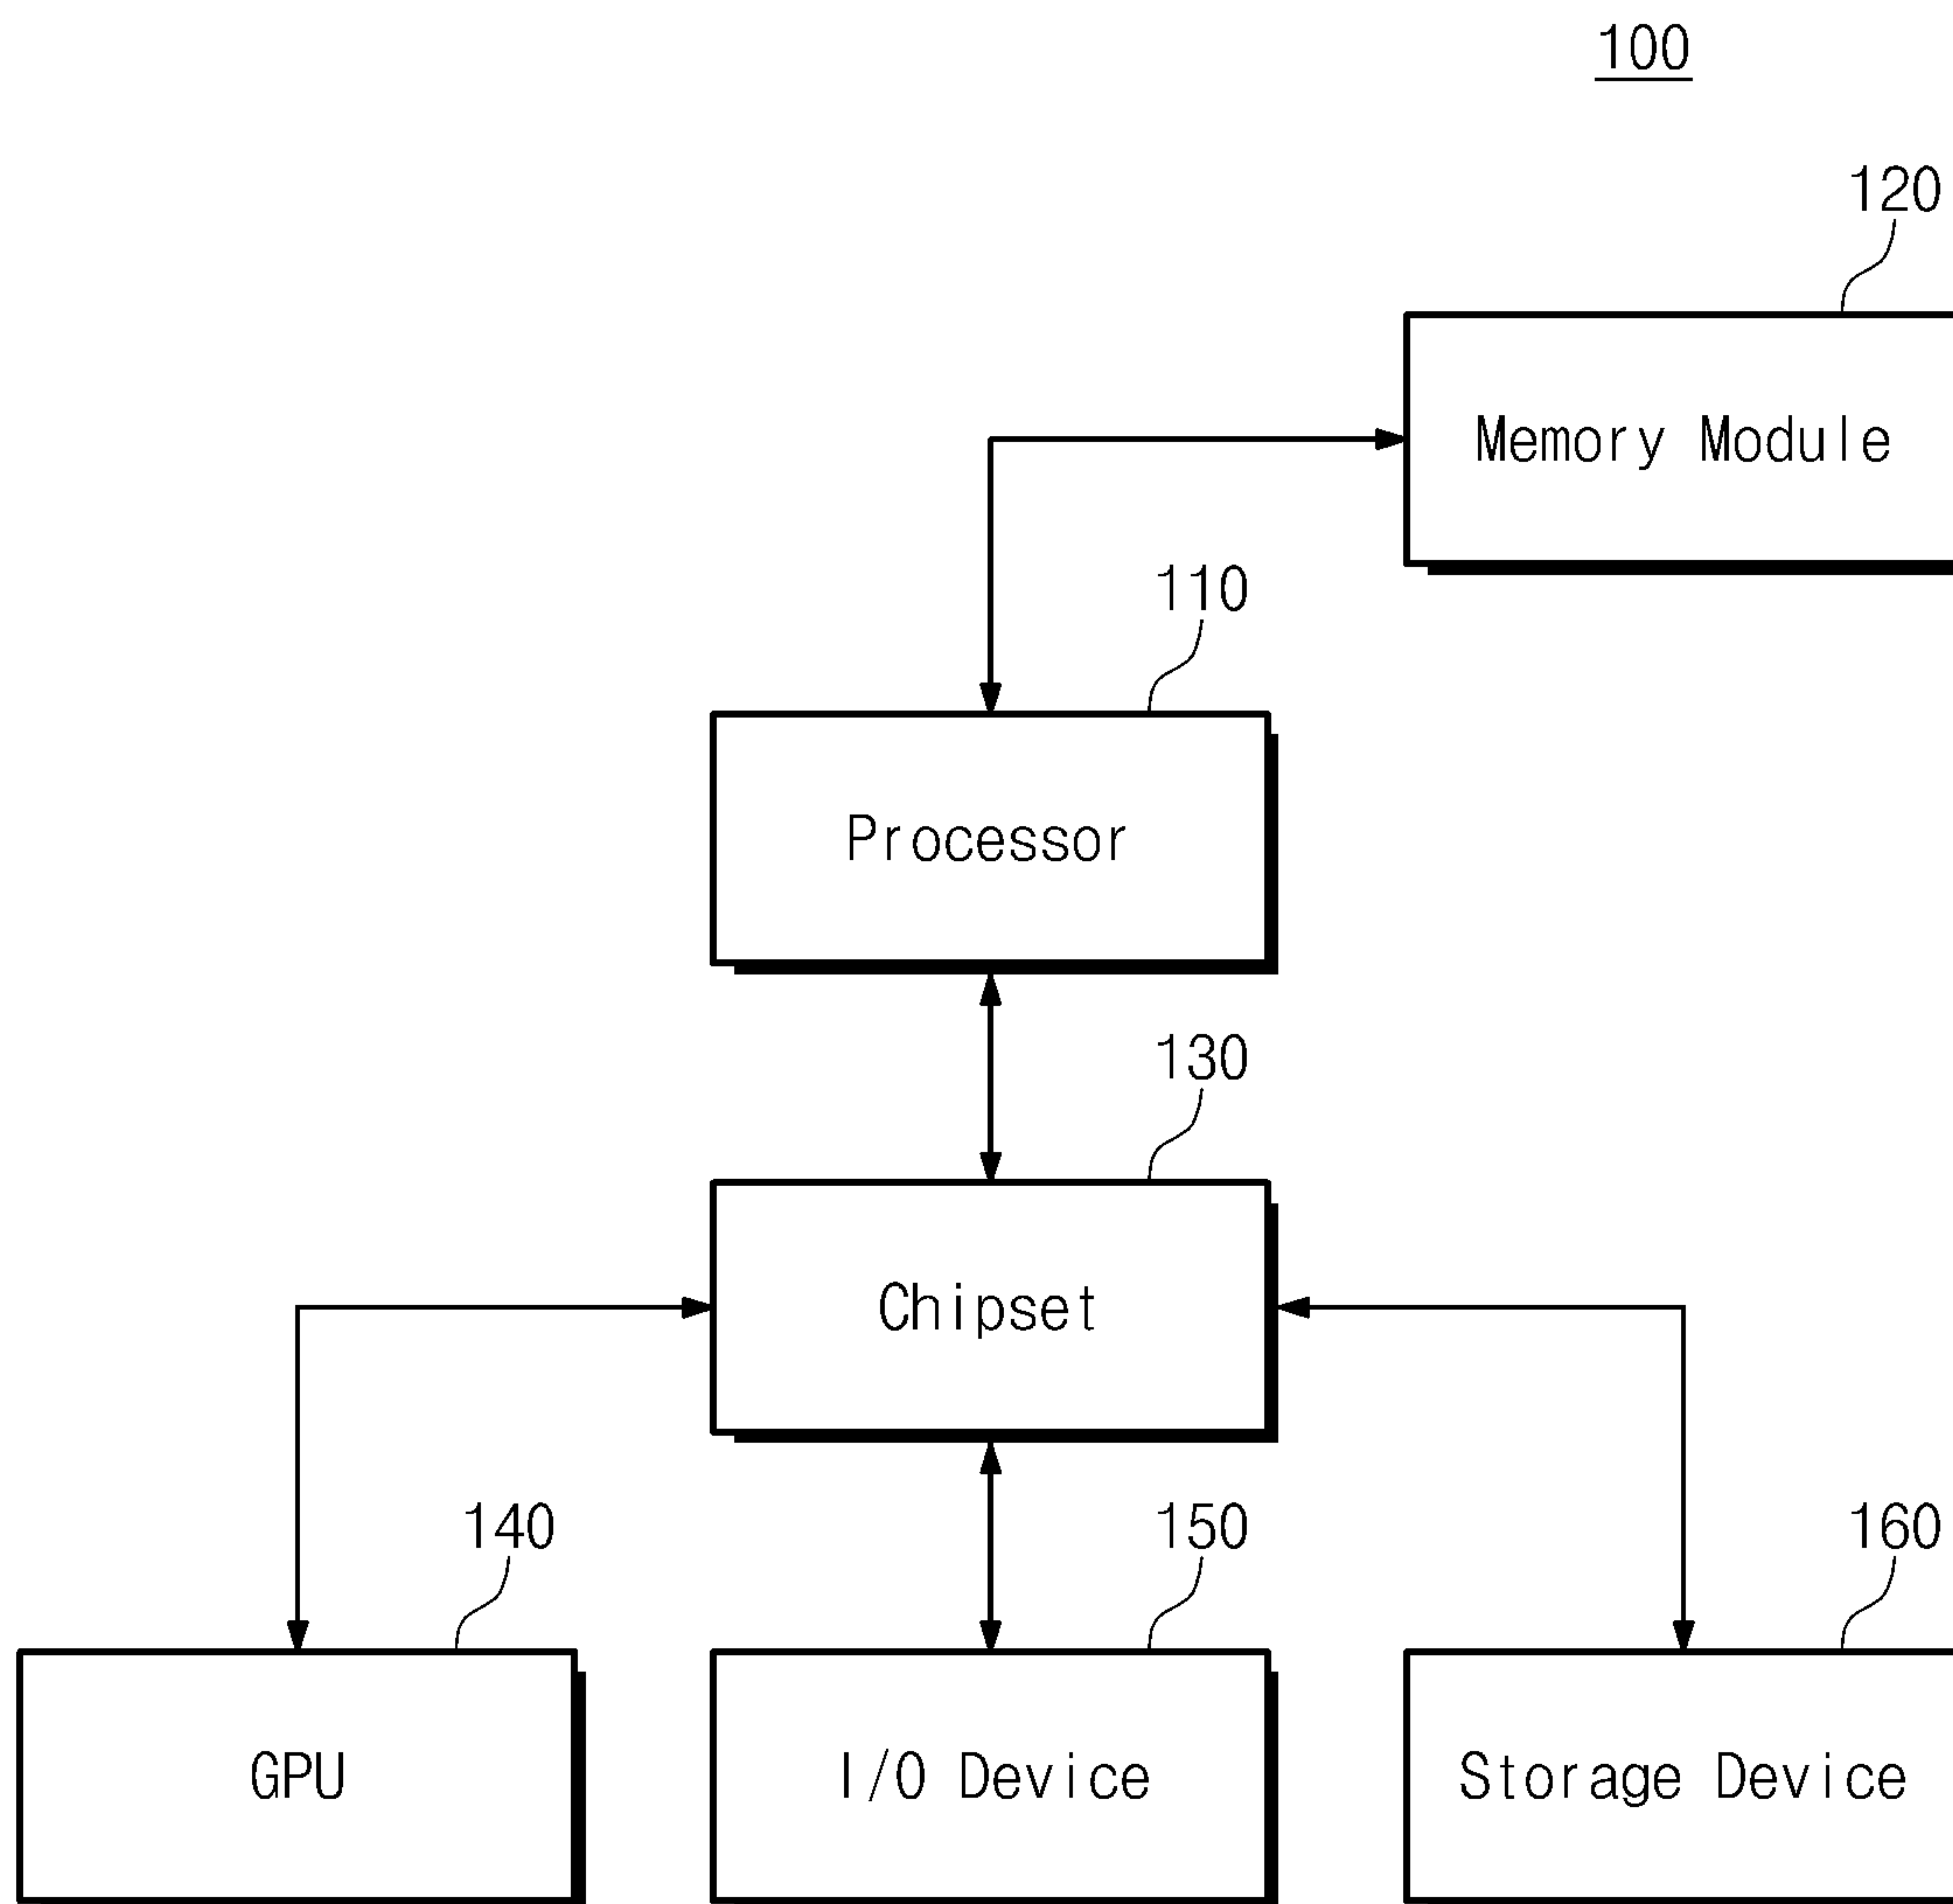 100
120
Memory Module
110
Processor
130
Chipset
140
150
160
GPU
I/O Device
Storage Device